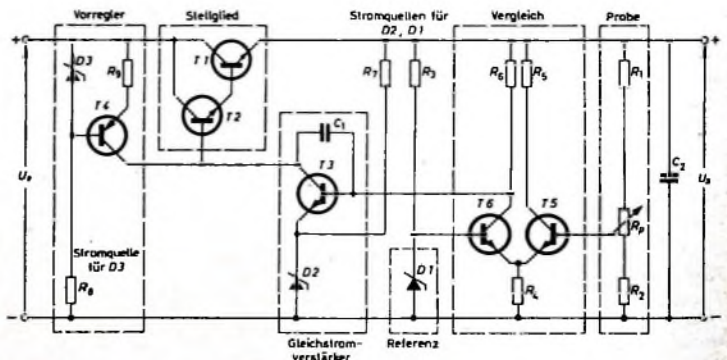 Vorregler
Stellglied
Stromquellen für
D2, D1
Vergleich
Probe
+
+
D3
R9
T1
R7
R3
R6
R5
R1
T4
T2
C1
C2
T3
Ue
Ua
T6
T5
Rp
Stromquelle
für D3
R8
D2
D1
R4
R2
−
−
Gleichstrom-
verstärker
Referenz